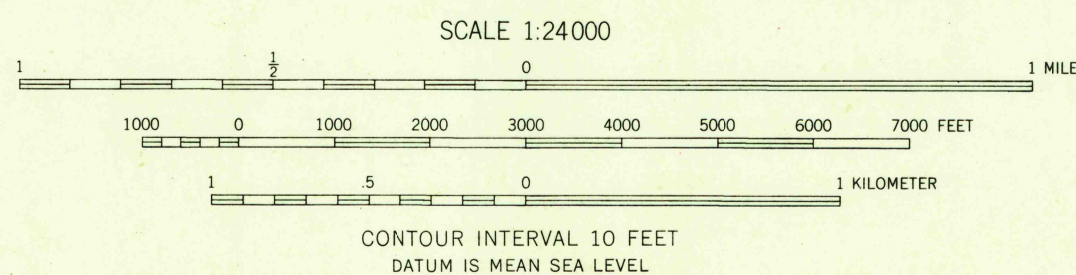 SCALE 1:24000
1 1/2 0 1 MILE
1000 0 1000 2000 3000 4000 5000 6000 7000 FEET
1 .5 0 1 KILOMETER
CONTOUR INTERVAL 10 FEET
DATUM IS MEAN SEA LEVEL